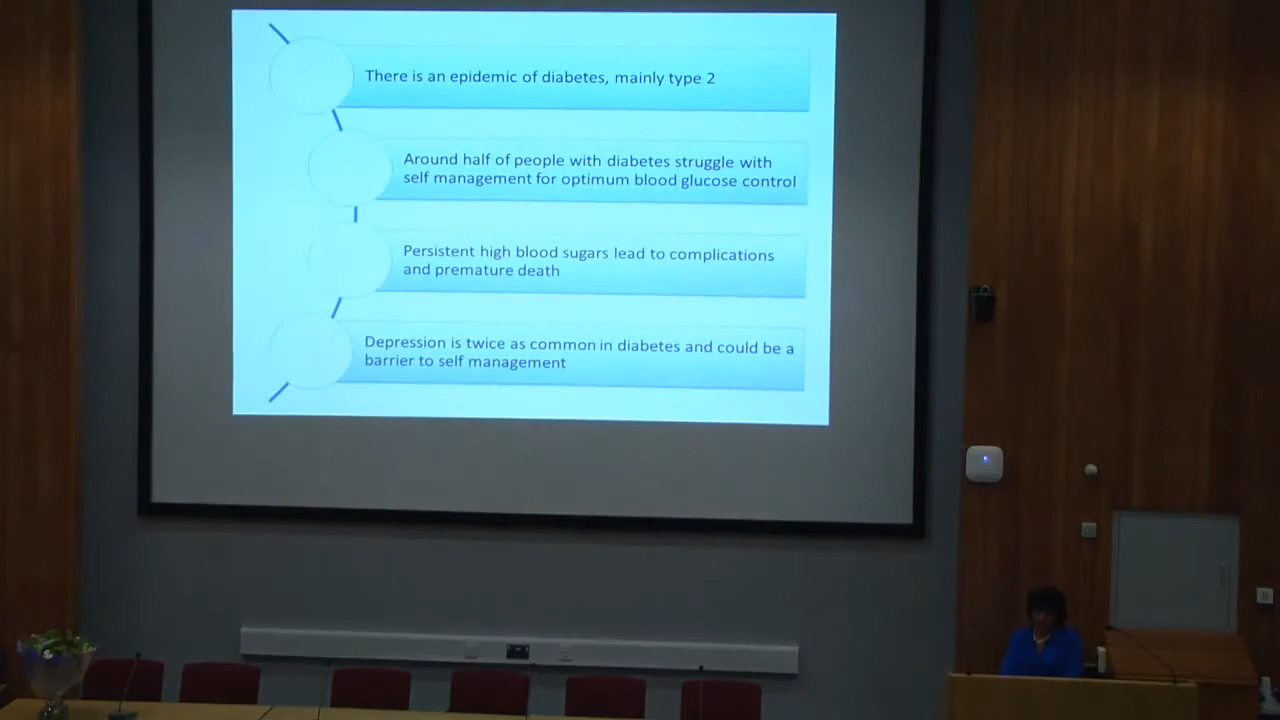 There is an epidemic of diabetes, mainly type 2
Around half of people with diabetes struggle with
self management for optimum blood glucose control
Persistent high blood sugars lead to complications
and premature death
Depression is twice as common in diabetes and could be a
barrier to self management